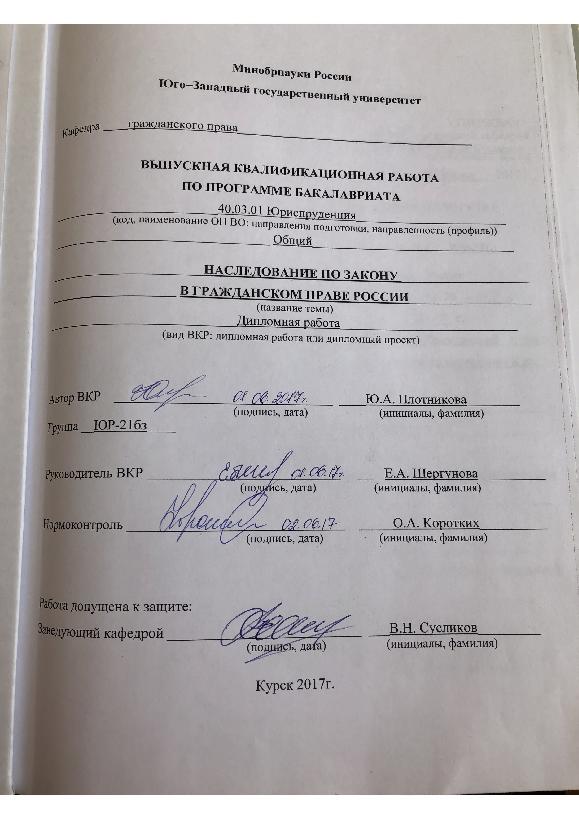 Минобрнауки России
Юго–Западный государственный университет
Кафедра гражданского права
ВЫПУСКНАЯ КВАЛИФИКАЦИОННАЯ РАБОТА
ПО ПРОГРАММЕ БАКАЛАВРИАТА
40.03.01 Юриспруденция
(код, наименование ОП ВО: направления подготовки, направленность (профиль))
Общий
НАСЛЕДОВАНИЕ ПО ЗАКОНУ
В ГРАЖДАНСКОМ ПРАВЕ РОССИИ
(название темы)
Дипломная работа
(вид ВКР: дипломная работа или дипломный проект)
Автор ВКР 01.06.2017г. Ю.А. Плотникова
(подпись, дата) (инициалы, фамилия)
Группа ЮР-21бз
Руководитель ВКР 01.06.17г. Е.А. Шергунова
(подпись, дата) (инициалы, фамилия)
Нормоконтроль 02.06.17 О.А. Коротких
(подпись, дата) (инициалы, фамилия)
Работа допущена к защите:
Заведующий кафедрой В.Н. Сусликов
(подпись, дата) (инициалы, фамилия)
Курск 2017г.